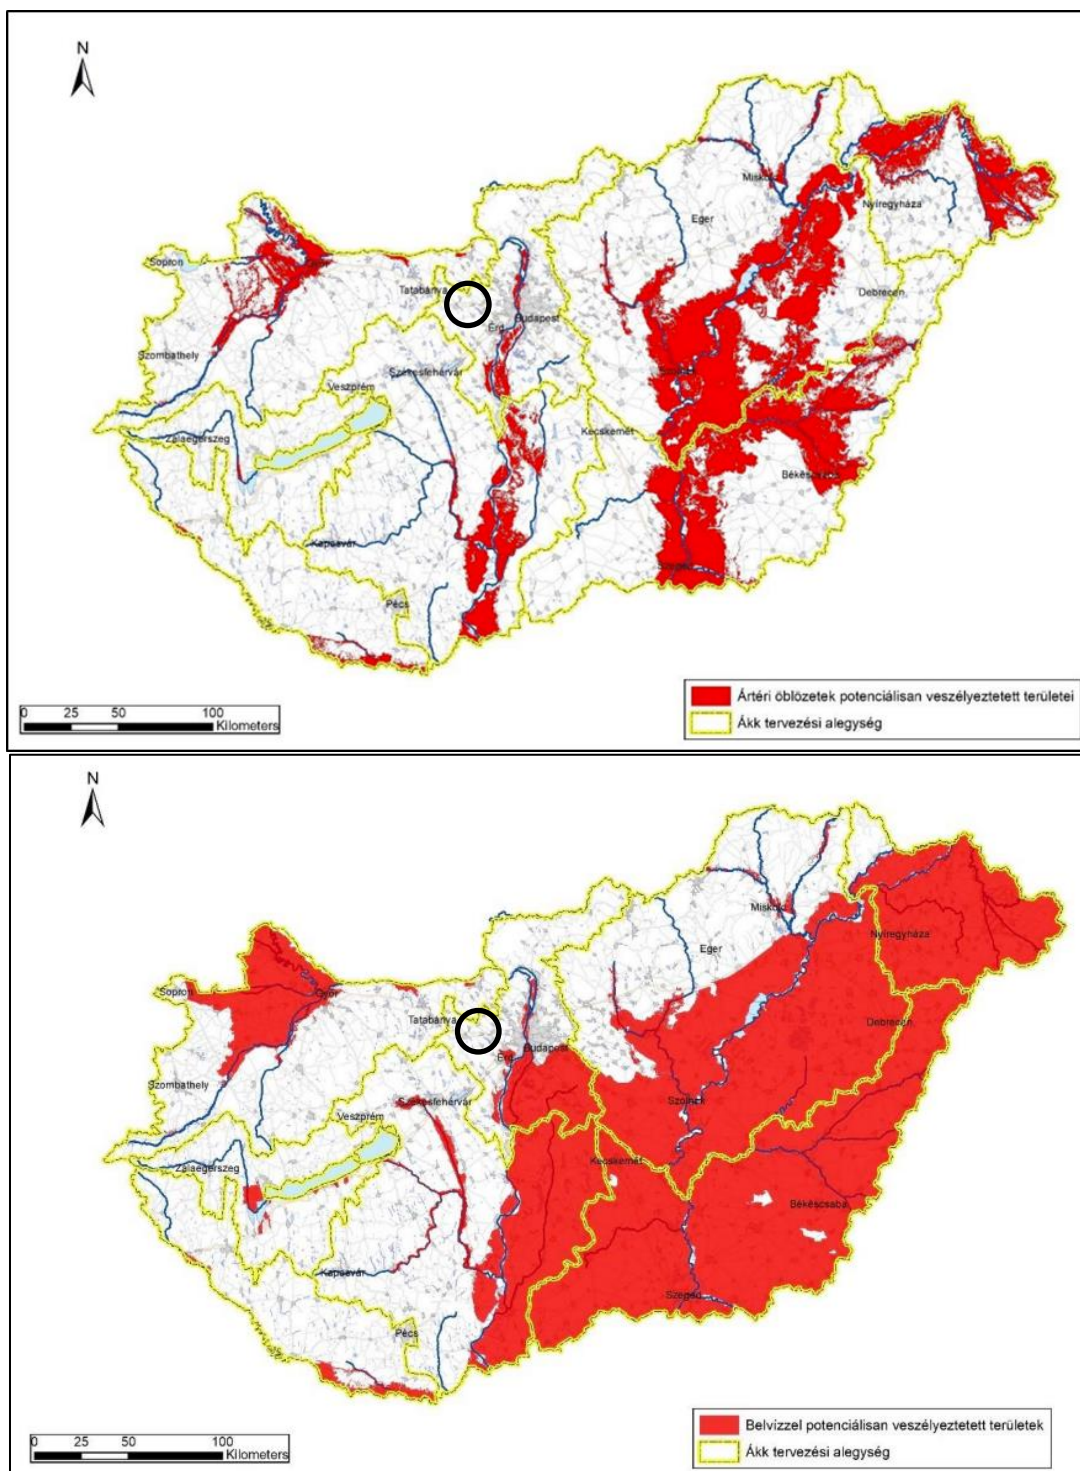 N
Miskolc
Nyíregyháza
Eger
Sopron
Tatabánya
Debrecen
Budapest
Érd
Szombathely
Székesfehérvár
Szolnok
Veszprém
Kecskemét
Zalaegerszeg
Békéscsaba
Kaposvár
Szeged
Pécs
Ártéri öblözetek potenciálisan veszélyeztetett területei
Ákk tervezési alegység
0 25 50 100
Kilometers
N
Miskolc
Nyíregyháza
Eger
Sopron
Győr
Tatabánya
Debrecen
Budapest
Érd
Szombathely
Székesfehérvár
Szolnok
Veszprém
Kecskemét
Zalaegerszeg
Békéscsaba
Kaposvár
Szeged
Pécs
Belvízzel potenciálisan veszélyeztetett területek
Ákk tervezési alegység
0 25 50 100
Kilometers